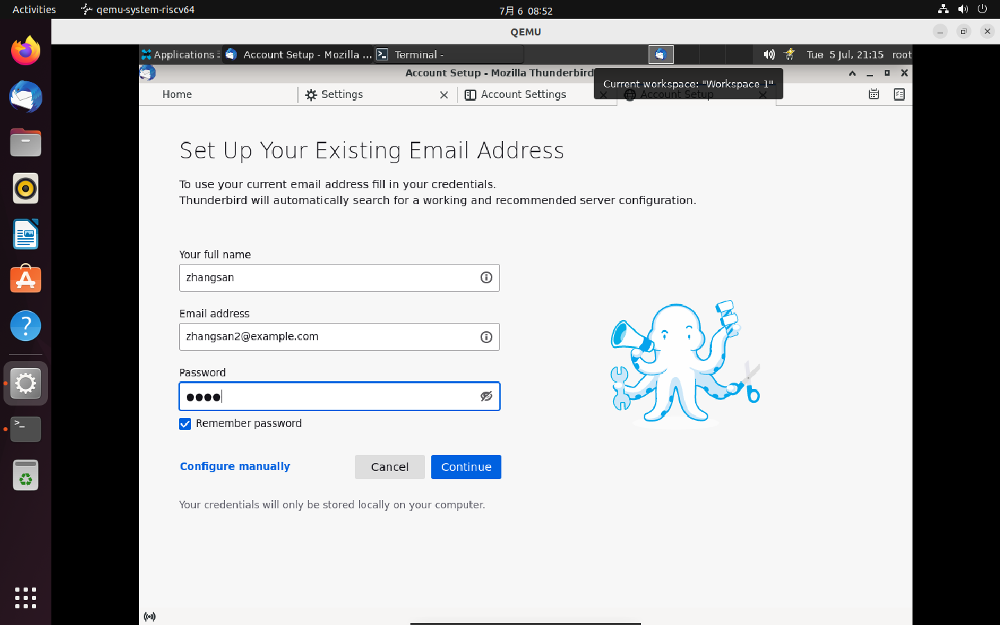 Activities
qemu-system-riscv64
7月 6 08:52
QEMU
Applications
Account Setup - Mozilla ...
Terminal -
Tue 5 Jul, 21:15
root
Account Setup - Mozilla Thunderbird
Current workspace: "Workspace 1"
Home
Settings
Account Settings
Account Setup
Set Up Your Existing Email Address
To use your current email address fill in your credentials.
Thunderbird will automatically search for a working and recommended server configuration.
Your full name
zhangsan
Email address
zhangsan2@example.com
Password
Remember password
Configure manually
Cancel
Continue
Your credentials will only be stored locally on your computer.